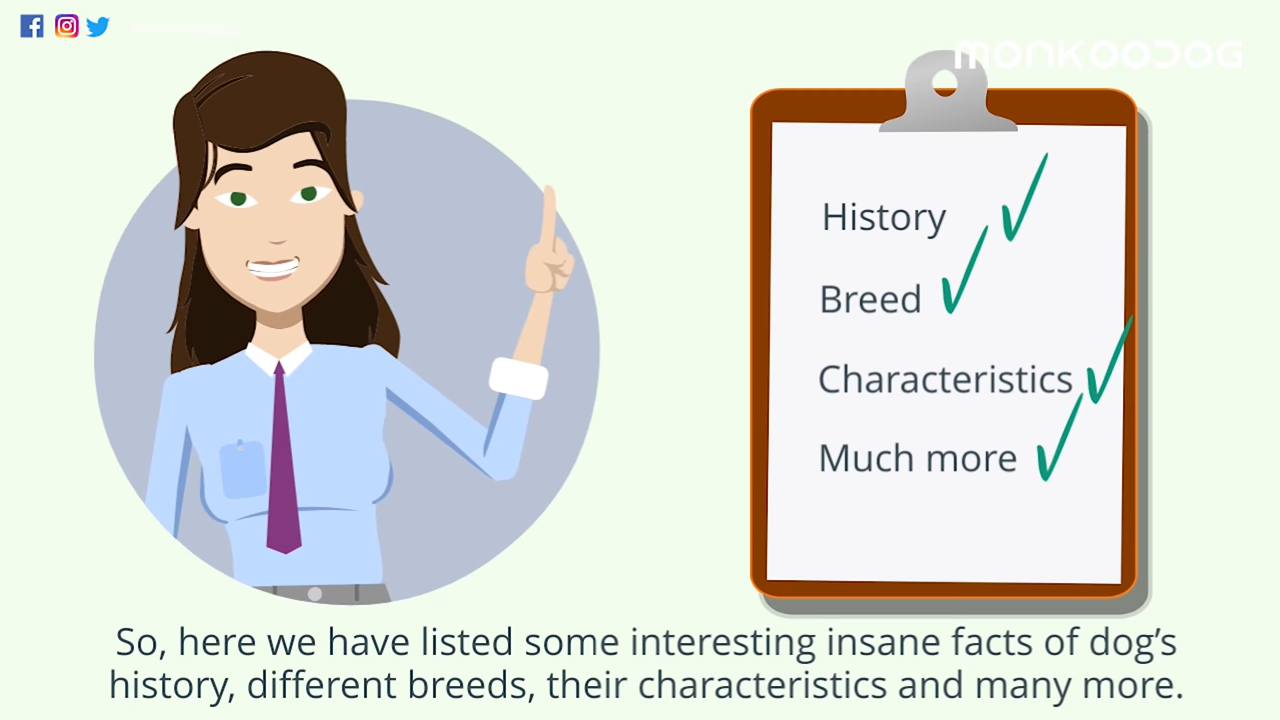 MONKOODOG
History
Breed
Characteristics
Much more
So, here we have listed some interesting insane facts of dog's
history, different breeds, their characteristics and many more.